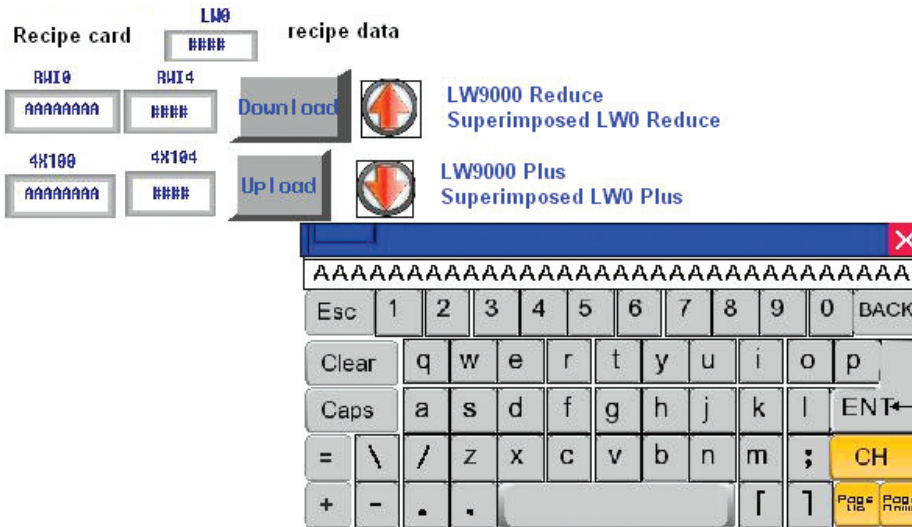 LW0
Recipe card #### recipe data
RWI0 RWI4
AAAAAAAA #### Download LW9000 Reduce
Superimposed LW0 Reduce
4X100 4X104
AAAAAAAA #### Upload LW9000 Plus
Superimposed LW0 Plus
AAAAAAAAAAAAAAAAAAAAAAAAAAAAAAAA
Esc 1 2 3 4 5 6 7 8 9 0 BACK
Clear q w e r t y u i o p
Caps a s d f g h j k l ENT←
= \ / z x c v b n m ; CH
+ - . , [ ] Page Page